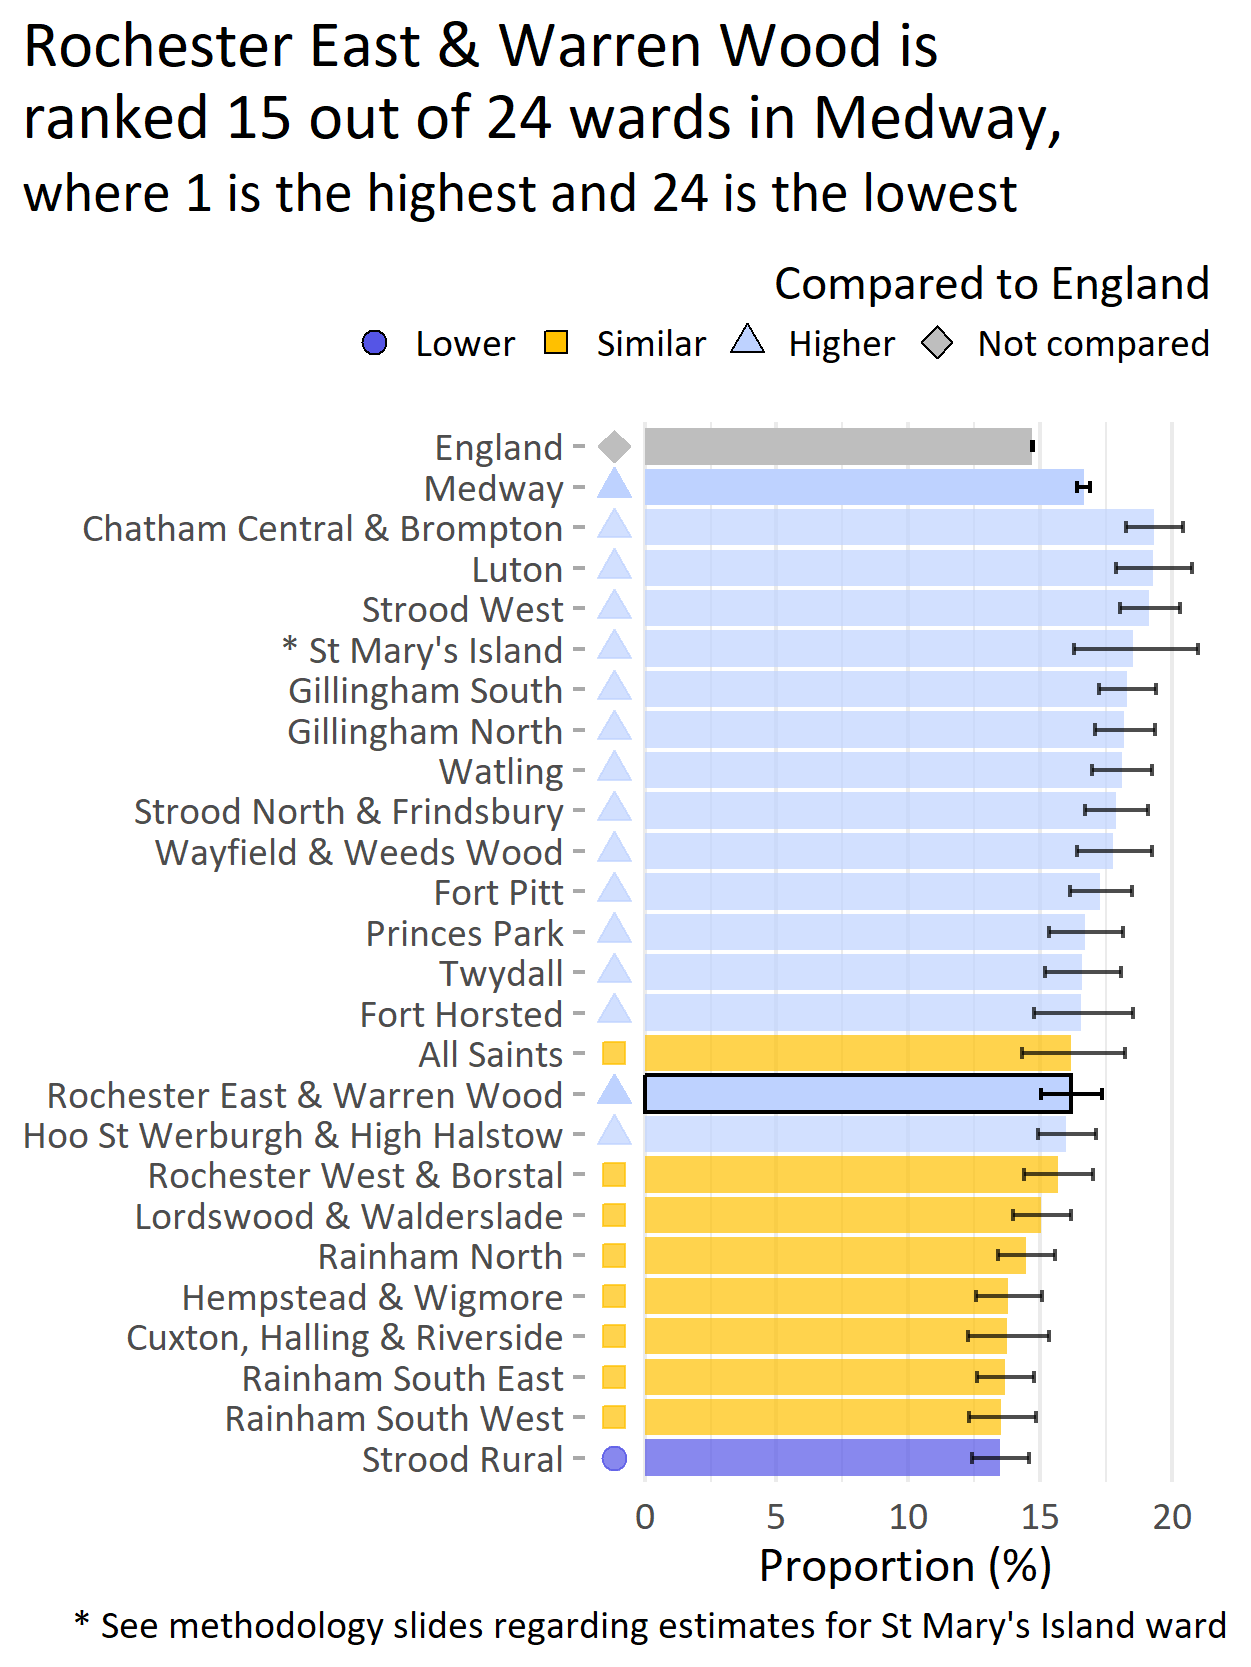 Rochester East & Warren Wood is
ranked 15 out of 24 wards in Medway,
where 1 is the highest and 24 is the lowest
Compared to England
Lower Similar Higher Not compared
England
Medway
Chatham Central & Brompton
Luton
Strood West
* St Mary's Island
Gillingham South
Gillingham North
Watling
Strood North & Frindsbury
Wayfield & Weeds Wood
Fort Pitt
Princes Park
Twydall
Fort Horsted
All Saints
Rochester East & Warren Wood
Hoo St Werburgh & High Halstow
Rochester West & Borstal
Lordswood & Walderslade
Rainham North
Hempstead & Wigmore
Cuxton, Halling & Riverside
Rainham South East
Rainham South West
Strood Rural
0 5 10 15 20
Proportion (%)
* See methodology slides regarding estimates for St Mary's Island ward